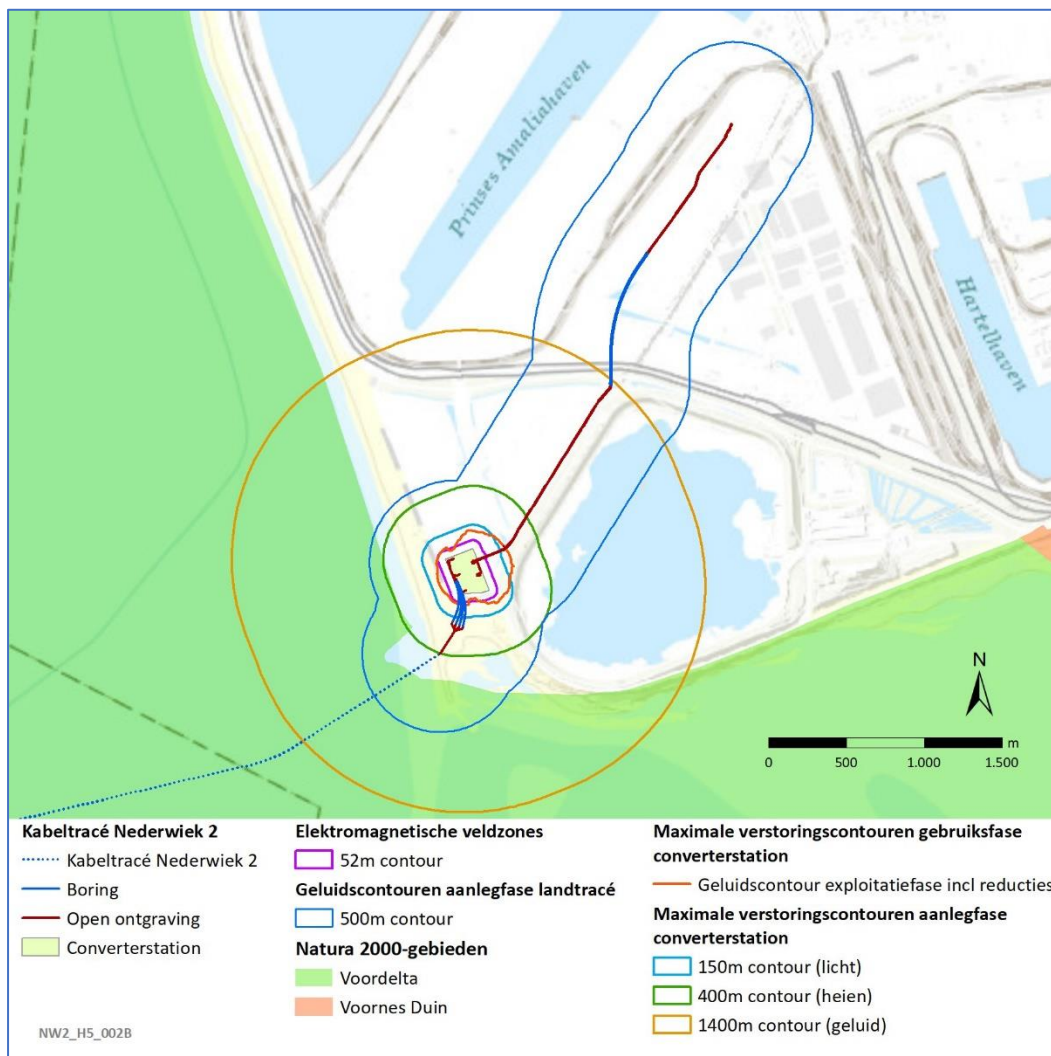 Prinses Amaliahaven
Hartelhaven
N
m
0 500 1.000 1.500
Kabeltracé Nederwiek 2
Kabeltracé Nederwiek 2
Boring
Open ontgraving
Converterstation
NW2_H5_002B
Elektromagnetische veldzones
52m contour
Geluidscontouren aanlegfase landtracé
500m contour
Natura 2000-gebieden
Voordelta
Voornes Duin
Maximale verstoringscontouren gebruiksfase
converterstation
Geluidscontour exploitatiefase incl reducties
Maximale verstoringscontouren aanlegfase
converterstation
150m contour (licht)
400m contour (heien)
1400m contour (geluid)